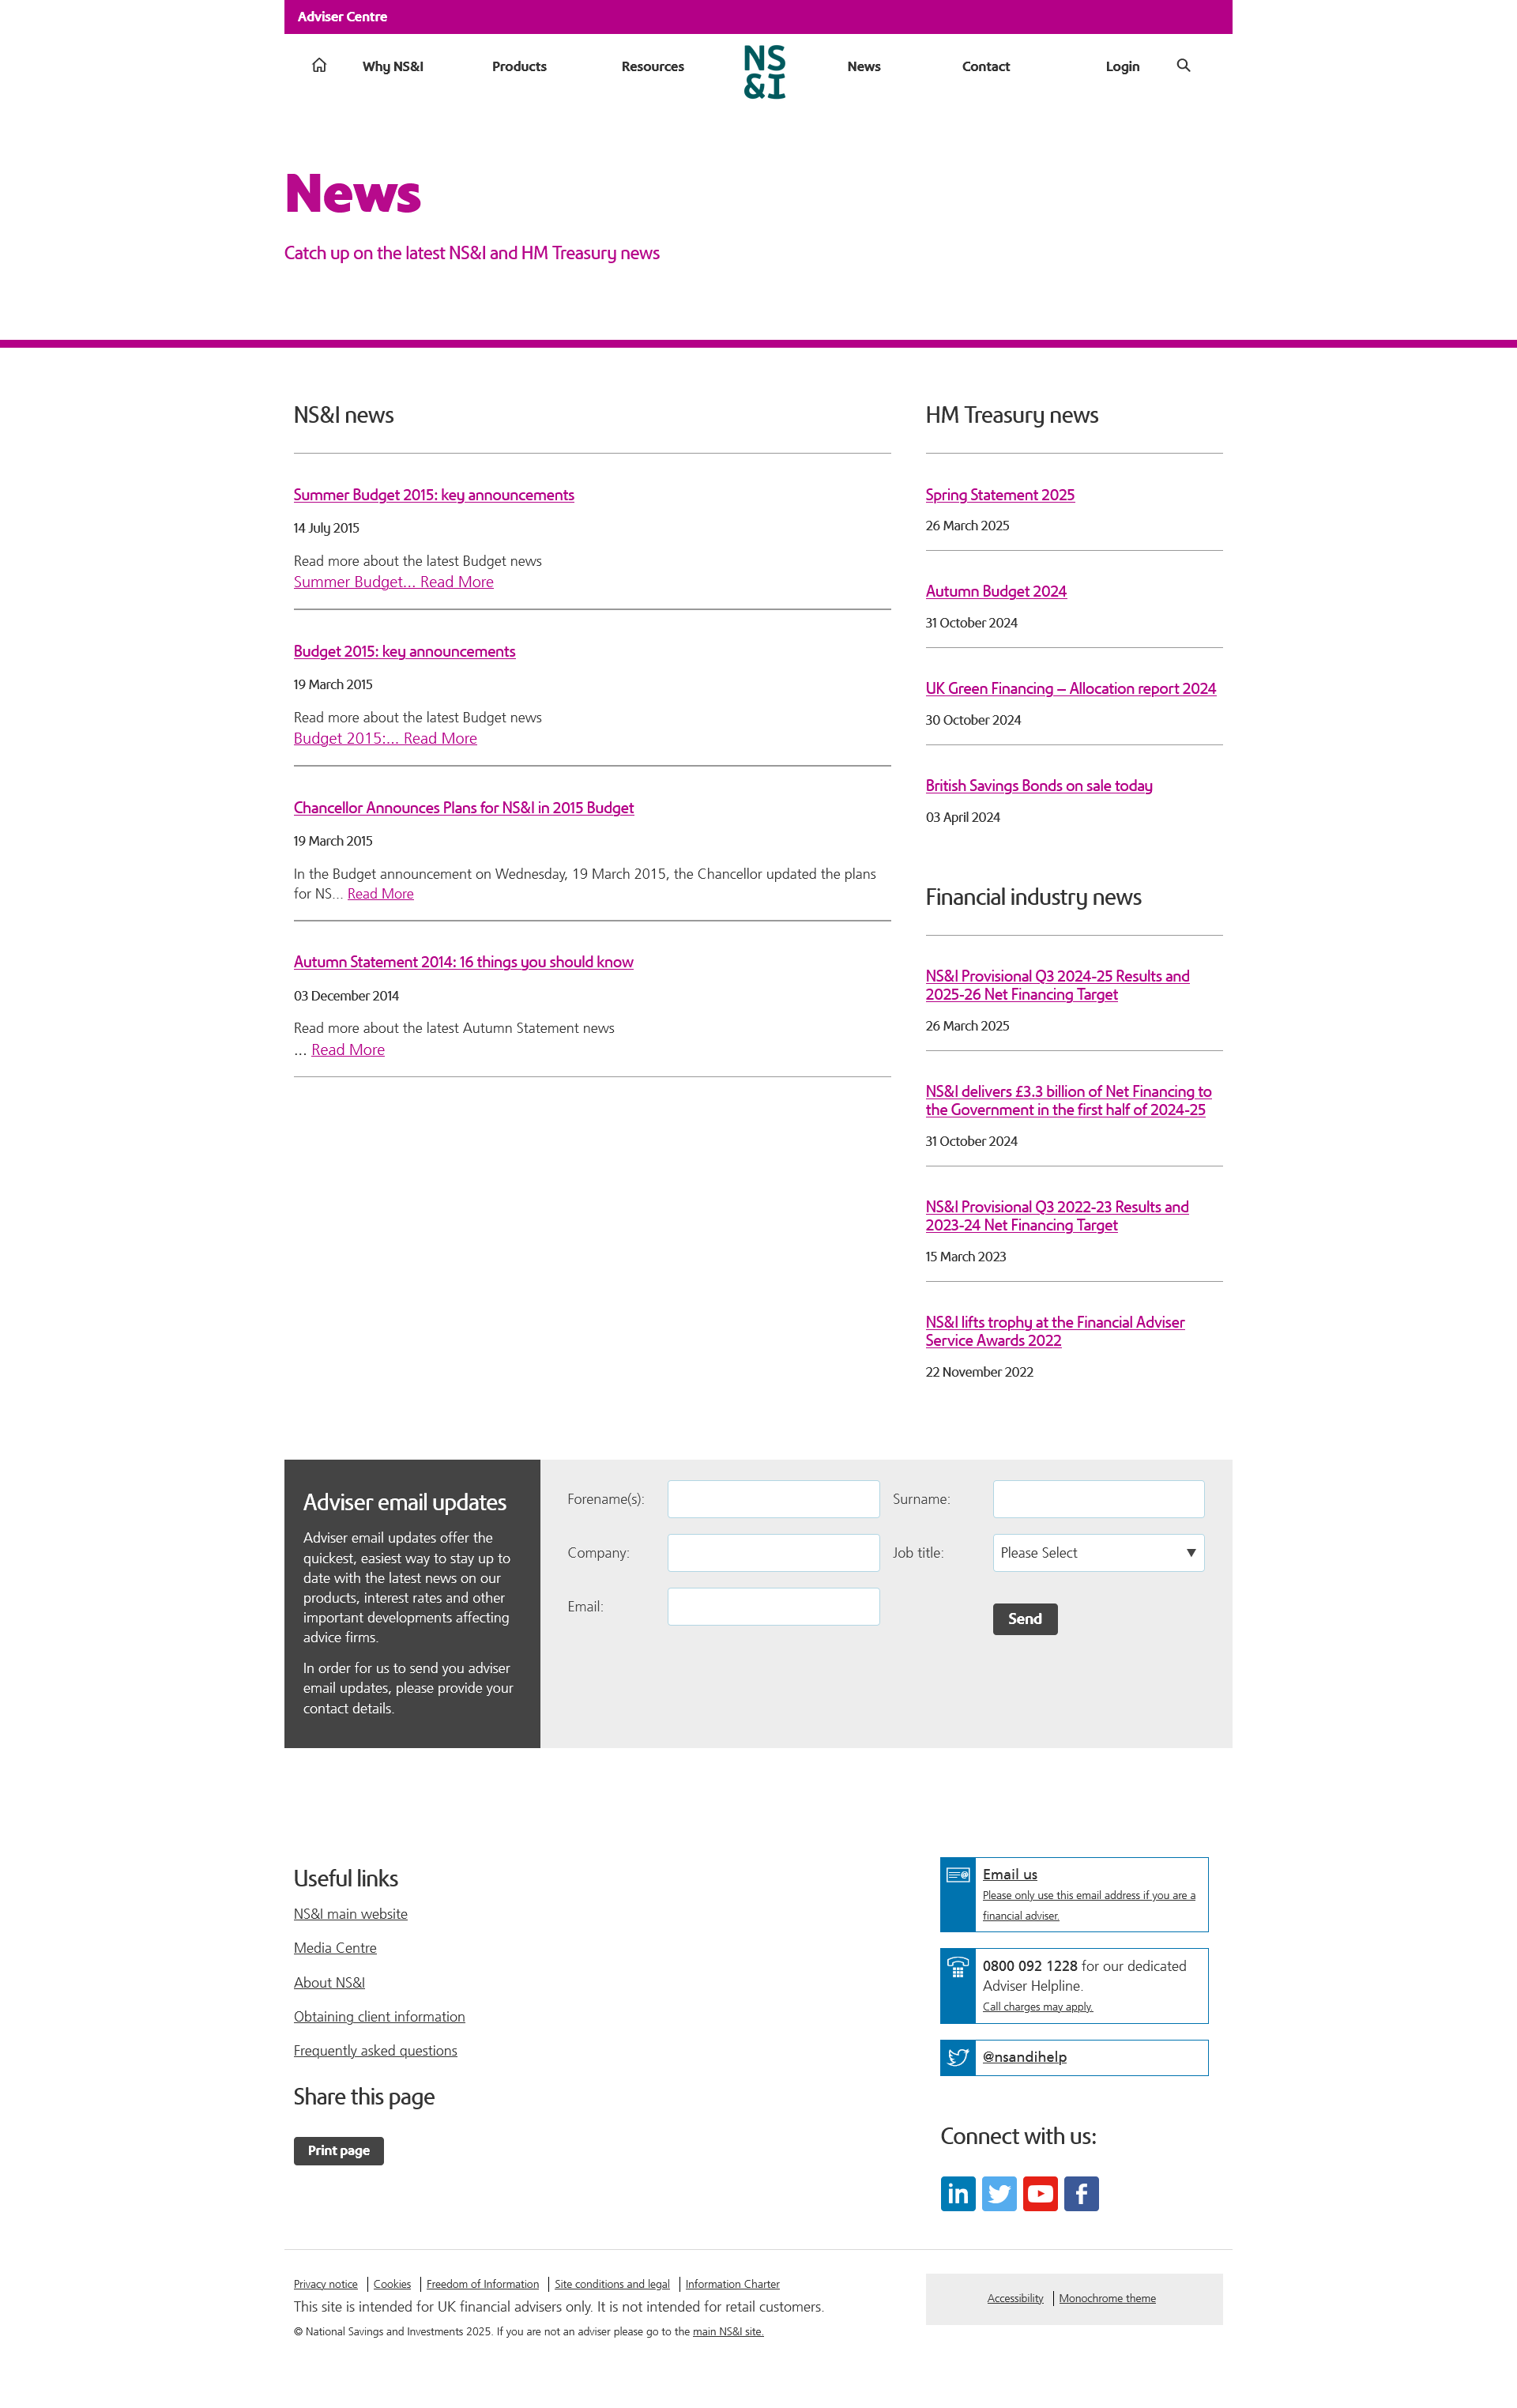 Adviser Centre
Why NS&I
Products
Resources
NS
&I
News
Contact
Login
News
Catch up on the latest NS&I and HM Treasury news
NS&I news
Summer Budget 2015: key announcements
14 July 2015
Read more about the latest Budget news
Summer Budget... Read More
Budget 2015: key announcements
19 March 2015
Read more about the latest Budget news
Budget 2015:... Read More
Chancellor Announces Plans for NS&I in 2015 Budget
19 March 2015
In the Budget announcement on Wednesday, 19 March 2015, the Chancellor updated the plans
for NS... Read More
Autumn Statement 2014: 16 things you should know
03 December 2014
Read more about the latest Autumn Statement news
... Read More
HM Treasury news
Spring Statement 2025
26 March 2025
Autumn Budget 2024
31 October 2024
UK Green Financing – Allocation report 2024
30 October 2024
British Savings Bonds on sale today
03 April 2024
Financial industry news
NS&I Provisional Q3 2024-25 Results and
2025-26 Net Financing Target
26 March 2025
NS&I delivers £3.3 billion of Net Financing to
the Government in the first half of 2024-25
31 October 2024
NS&I Provisional Q3 2022-23 Results and
2023-24 Net Financing Target
15 March 2023
NS&I lifts trophy at the Financial Adviser
Service Awards 2022
22 November 2022
Adviser email updates
Adviser email updates offer the
quickest, easiest way to stay up to
date with the latest news on our
products, interest rates and other
important developments affecting
advice firms.
In order for us to send you adviser
email updates, please provide your
contact details.
Forename(s):
Surname:
Company:
Job title:
Please Select
Email:
Send
Useful links
NS&I main website
Media Centre
About NS&I
Obtaining client information
Frequently asked questions
Share this page
Print page
Email us
Please only use this email address if you are a
financial adviser.
0800 092 1228 for our dedicated
Adviser Helpline.
Call charges may apply.
@nsandihelp
Connect with us:
Privacy notice | Cookies | Freedom of Information | Site conditions and legal | Information Charter
This site is intended for UK financial advisers only. It is not intended for retail customers.
© National Savings and Investments 2025. If you are not an adviser please go to the main NS&I site.
Accessibility | Monochrome theme